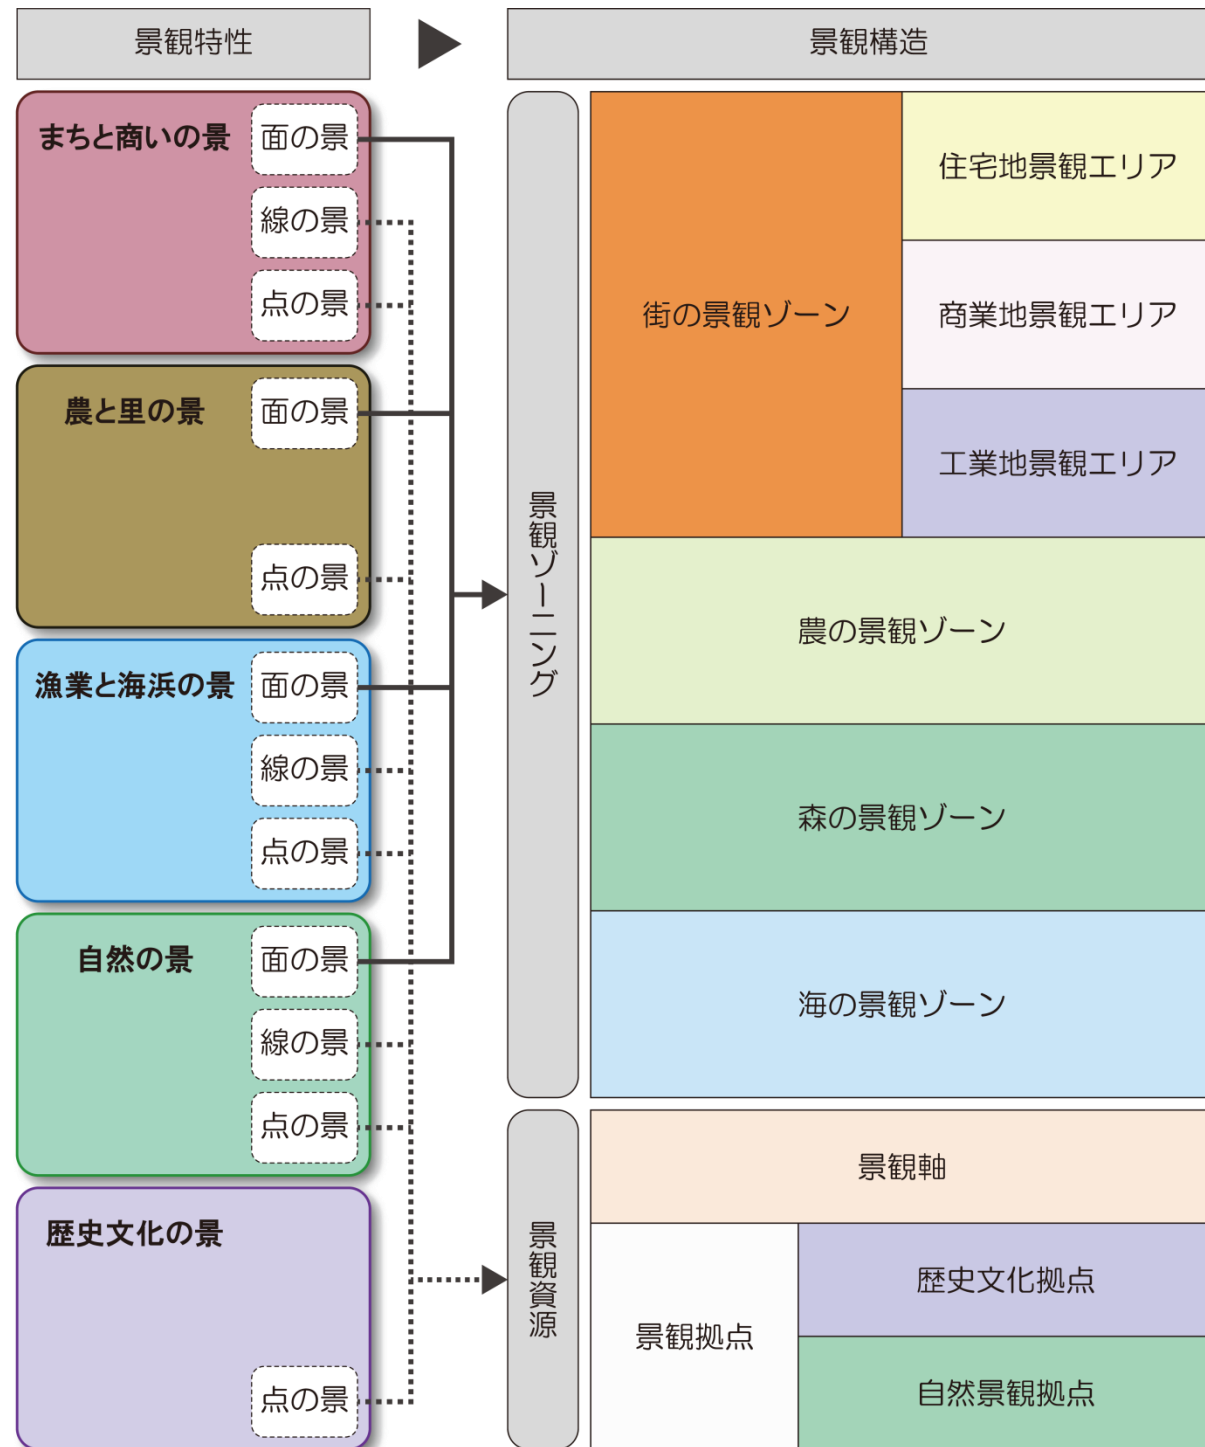 景観特性
景観構造
まちと商いの景
面の景
線の景
点の景
農と里の景
面の景
点の景
漁業と海浜の景
面の景
線の景
点の景
自然の景
面の景
線の景
点の景
歴史文化の景
点の景
景観ゾーニング
街の景観ゾーン
住宅地景観エリア
商業地景観エリア
工業地景観エリア
農の景観ゾーン
森の景観ゾーン
海の景観ゾーン
景観資源
景観軸
景観拠点
歴史文化拠点
自然景観拠点